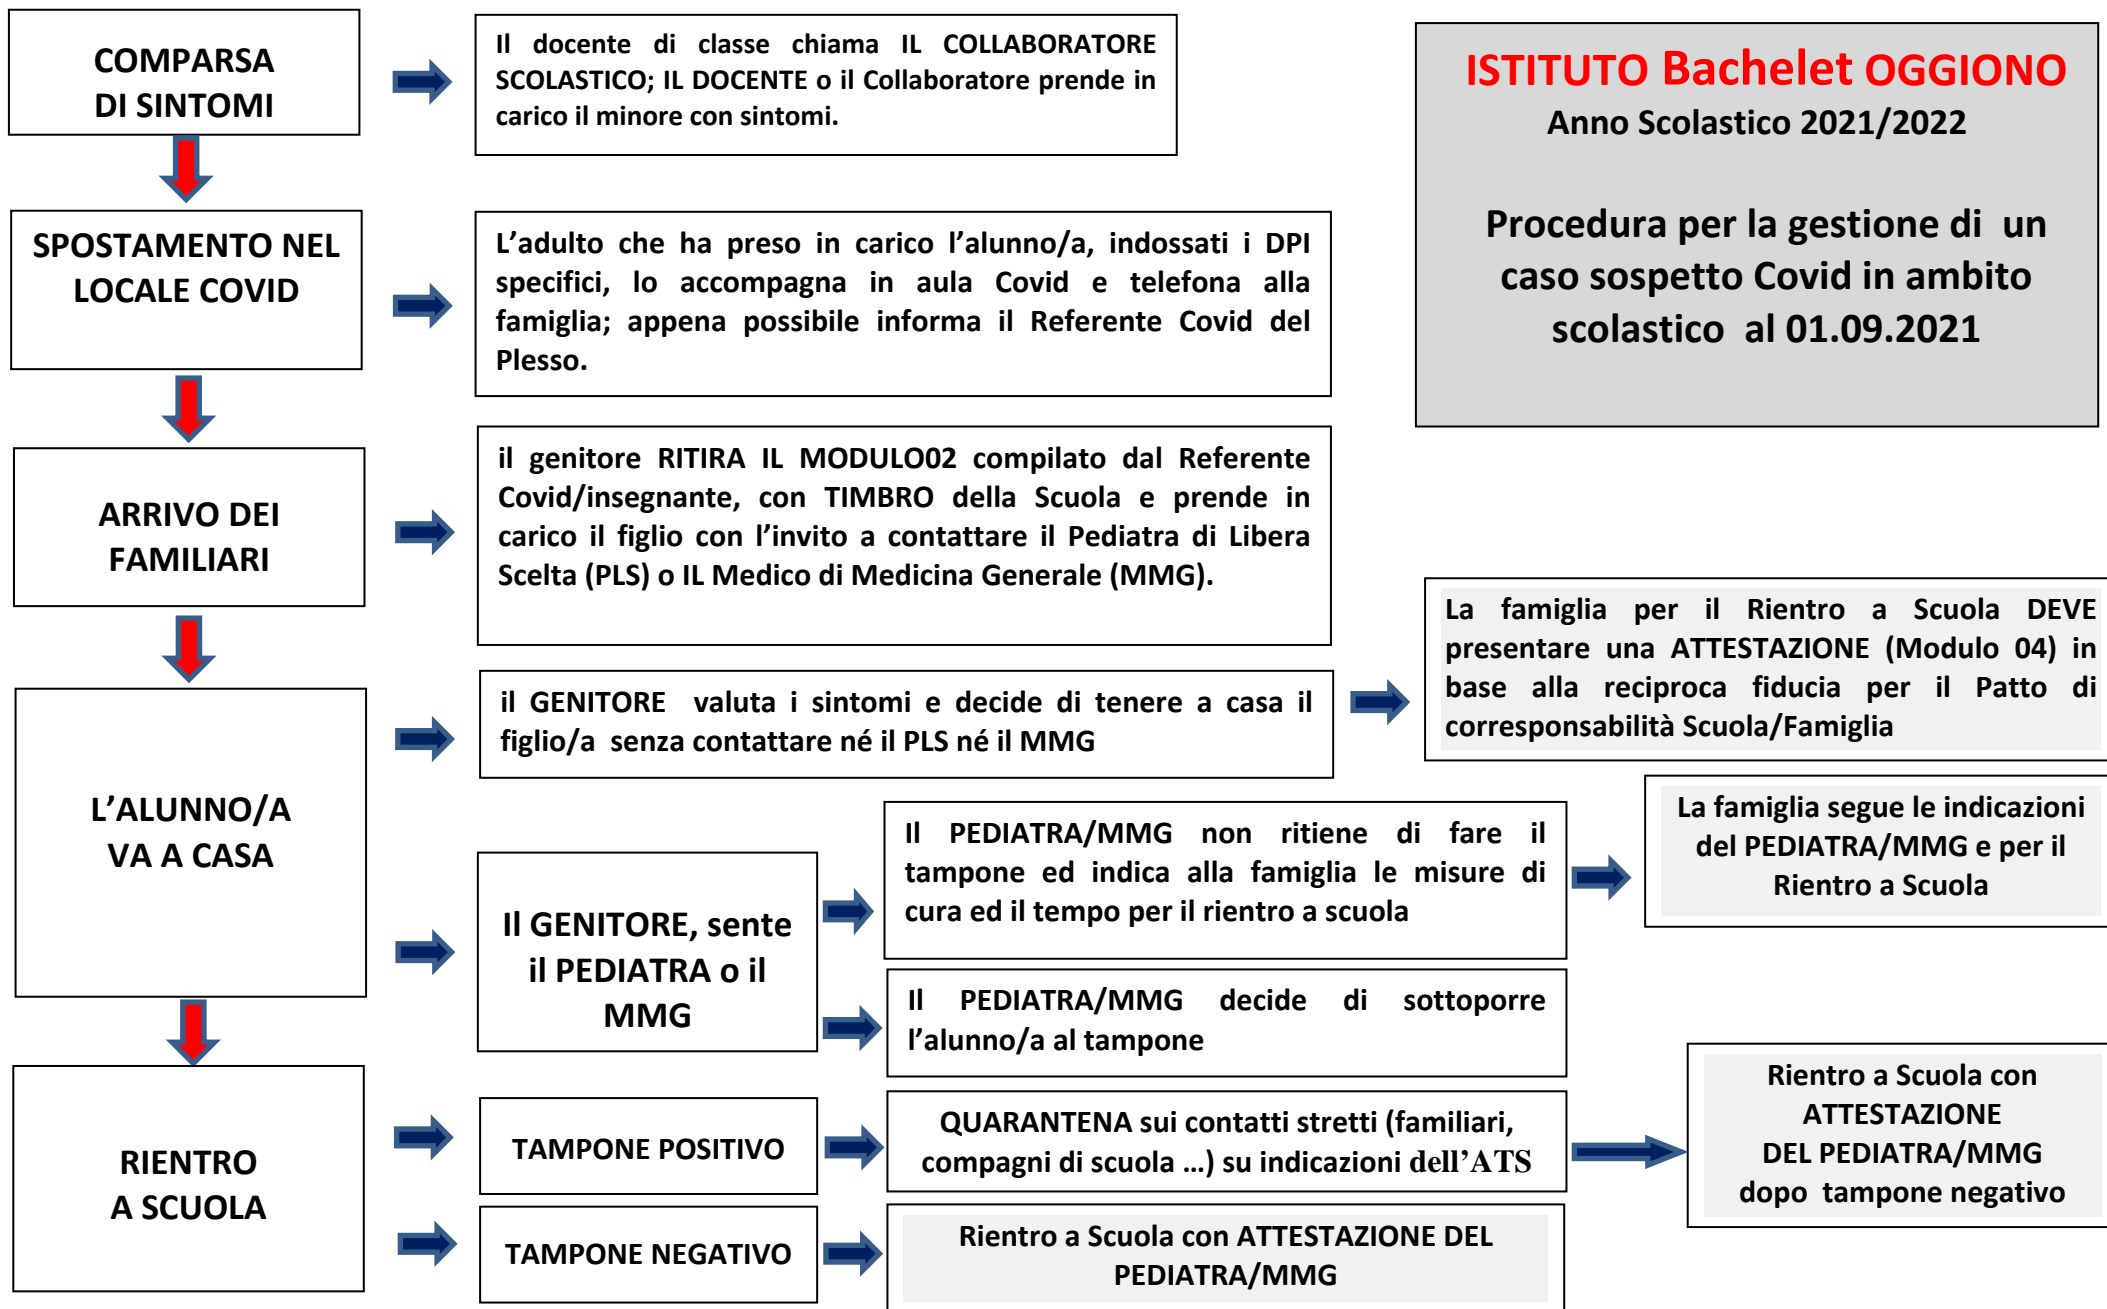 COMPARSA
DI SINTOMI
Il docente di classe chiama IL COLLABORATORE
SCOLASTICO; IL DOCENTE o il Collaboratore prende in
carico il minore con sintomi.
ISTITUTO Bachelet OGGIONO
Anno Scolastico 2021/2022
Procedura per la gestione di un
caso sospetto Covid in ambito
scolastico al 01.09.2021
SPOSTAMENTO NEL
LOCALE COVID
L'adulto che ha preso in carico l'alunno/a, indossati i DPI
specifici, lo accompagna in aula Covid e telefona alla
famiglia; appena possibile informa il Referente Covid del
Plesso.
ARRIVO DEI
FAMILIARI
il genitore RITIRA IL MODULO02 compilato dal Referente
Covid/insegnante, con TIMBRO della Scuola e prende in
carico il figlio con l'invito a contattare il Pediatra di Libera
Scelta (PLS) o IL Medico di Medicina Generale (MMG).
L'ALUNNO/A
VA A CASA
il GENITORE valuta i sintomi e decide di tenere a casa il
figlio/a senza contattare né il PLS né il MMG
La famiglia per il Rientro a Scuola DEVE
presentare una ATTESTAZIONE (Modulo 04) in
base alla reciproca fiducia per il Patto di
corresponsabilità Scuola/Famiglia
Il GENITORE, sente
il PEDIATRA o il
MMG
Il PEDIATRA/MMG non ritiene di fare il
tampone ed indica alla famiglia le misure di
cura ed il tempo per il rientro a scuola
La famiglia segue le indicazioni
del PEDIATRA/MMG e per il
Rientro a Scuola
Il PEDIATRA/MMG decide di sottoporre
l'alunno/a al tampone
RIENTRO
A SCUOLA
TAMPONE POSITIVO
QUARANTENA sui contatti stretti (familiari,
compagni di scuola ...) su indicazioni dell'ATS
Rientro a Scuola con
ATTESTAZIONE
DEL PEDIATRA/MMG
dopo tampone negativo
TAMPONE NEGATIVO
Rientro a Scuola con ATTESTAZIONE DEL
PEDIATRA/MMG